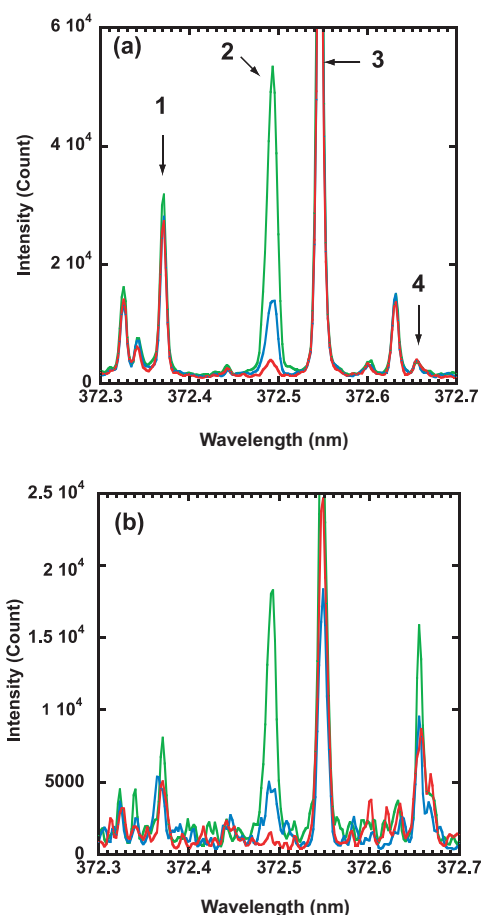 (a)
1
2
3
4
6 10⁴
4 10⁴
2 10⁴
0
Intensity (Count)
372.3 372.4 372.5 372.6 372.7
Wavelength (nm)
(b)
2.5 10⁴
2 10⁴
1.5 10⁴
1 10⁴
5000
0
Intensity (Count)
372.3 372.4 372.5 372.6 372.7
Wavelength (nm)